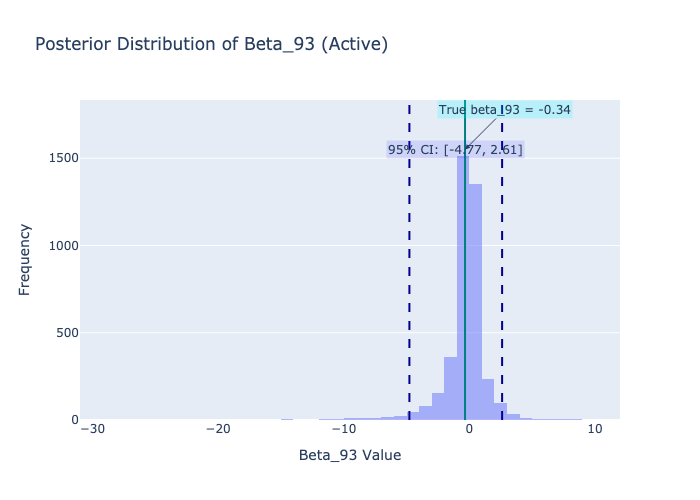 Posterior Distribution of Beta_93 (Active)
True beta_93 = -0.34
95% CI: [-4.77, 2.61]
1500
1000
500
0
Frequency
−30
−20
−10
0
10
Beta_93 Value